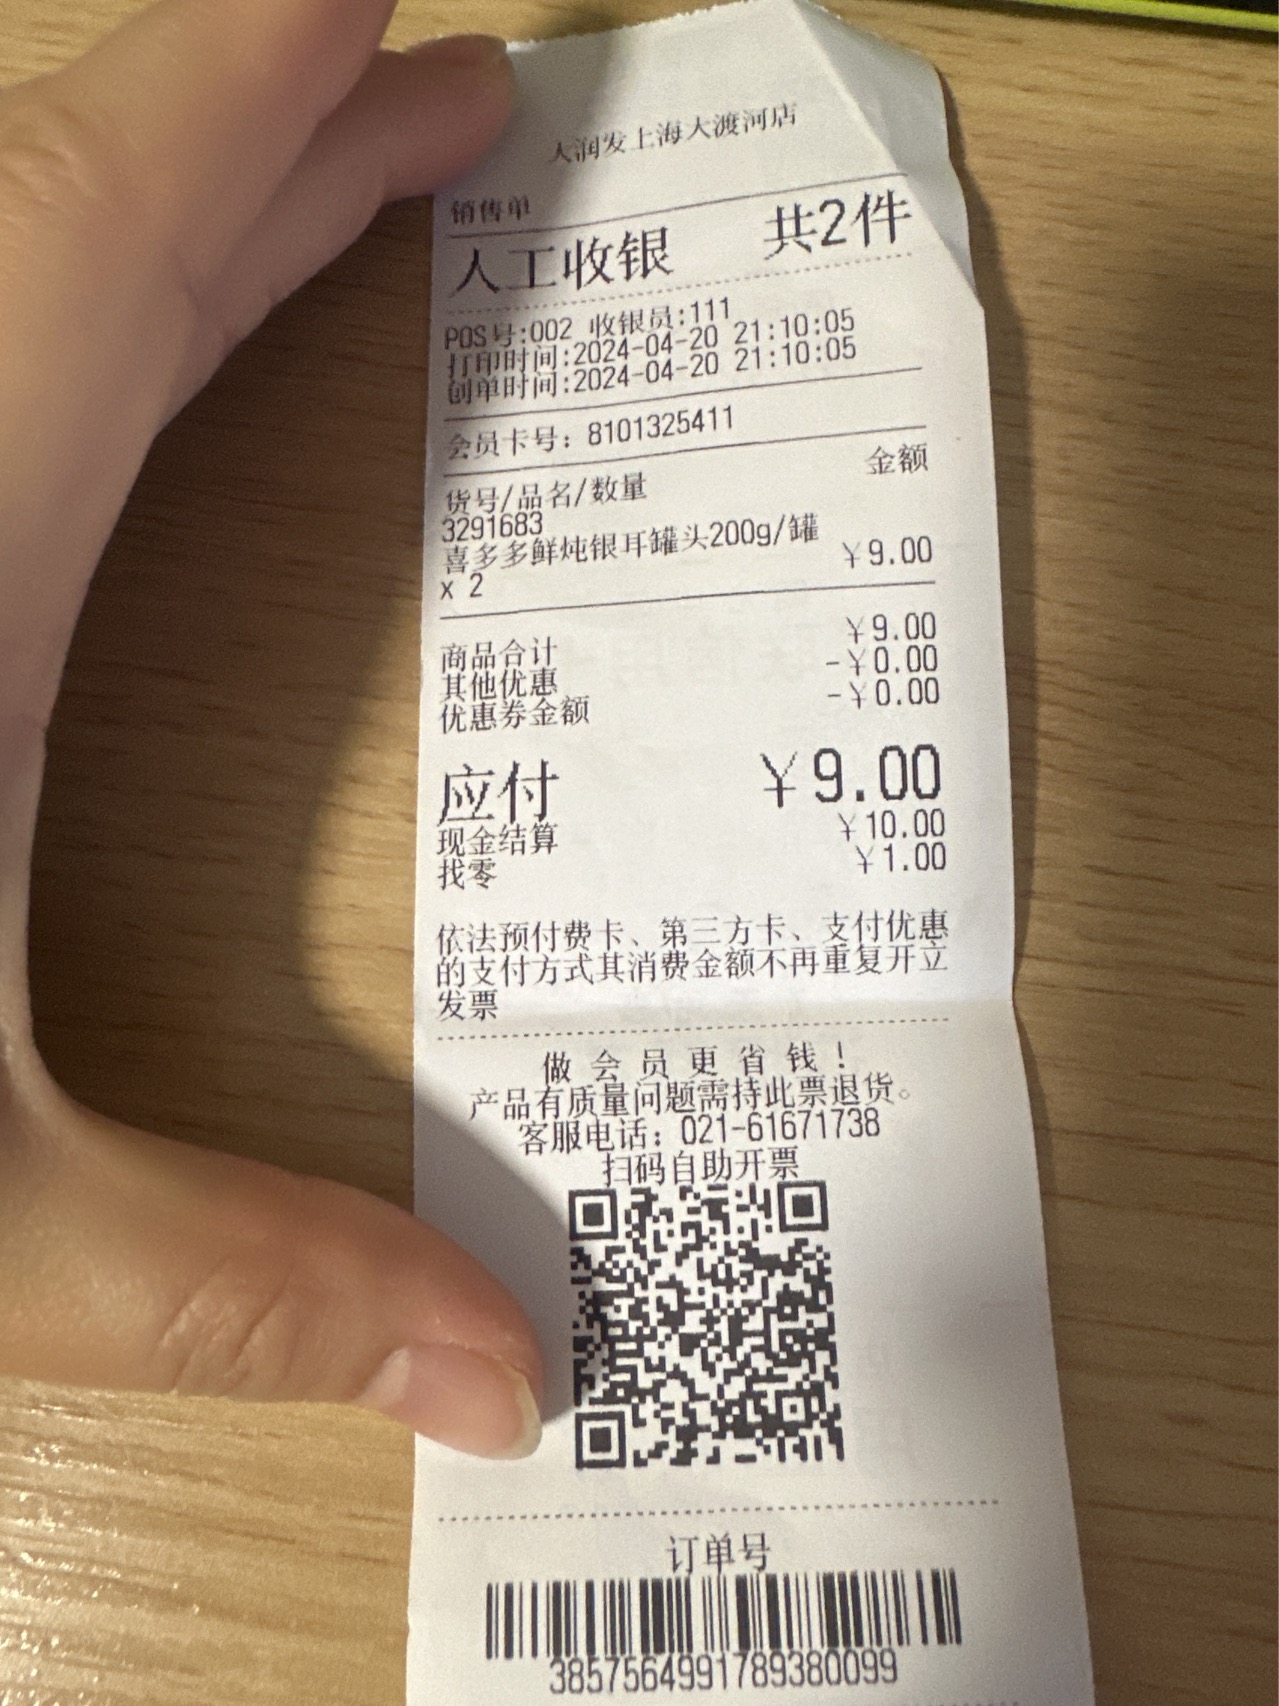 大润发上海大渡河店
销售单
人工收银 共2件
POS号:002 收银员:111
打印时间:2024-04-20 21:10:05
创单时间:2024-04-20 21:10:05
会员卡号: 8101325411
货号/品名/数量 金额
3291683
喜多多鲜炖银耳罐头200g/罐
x 2 ￥9.00
商品合计 ￥9.00
其他优惠 -￥0.00
优惠券金额 -￥0.00
应付 ￥9.00
现金结算 ￥10.00
找零 ￥1.00
依法预付费卡、第三方卡、支付优惠
的支付方式其消费金额不再重复开立
发票
做会员更省钱!
产品有质量问题需持此票退货。
客服电话: 021-61671738
扫码自助开票
订单号
3857564991789380099